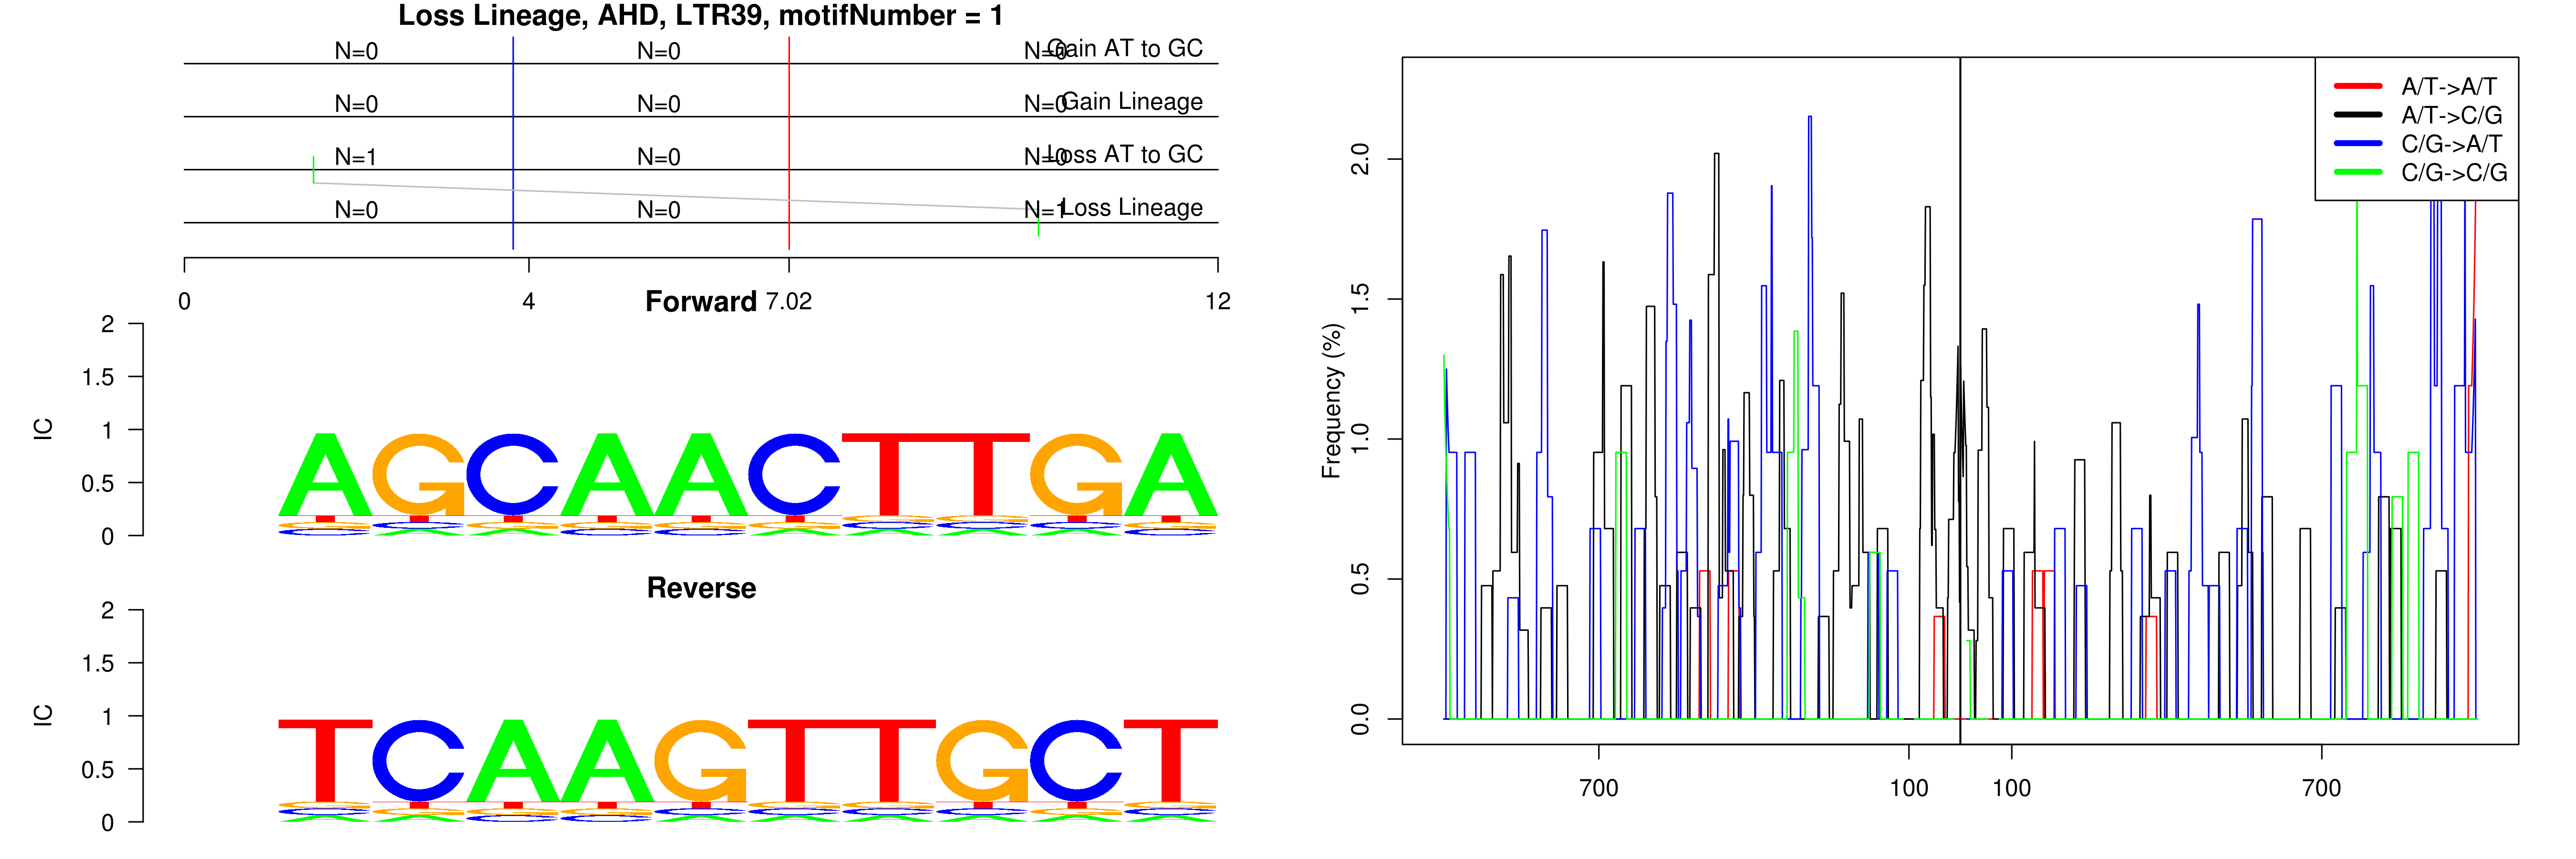 Loss Lineage, AHD, LTR39, motifNumber = 1
N=0 N=0 N=0 Gain AT to GC
N=0 N=0 N=0 Gain Lineage
N=1 N=0 N=0 Loss AT to GC
N=0 N=0 N=1 Loss Lineage
0 4 7.02 12
Forward
2
1.5
1
0.5
0
IC
AGCAACTTGA
Reverse
2
1.5
1
0.5
0
IC
TCAAGTTGCT
Frequency (%)
2.0
1.5
1.0
0.5
0.0
700 100 100 700
A/T->A/T
A/T->C/G
C/G->A/T
C/G->C/G